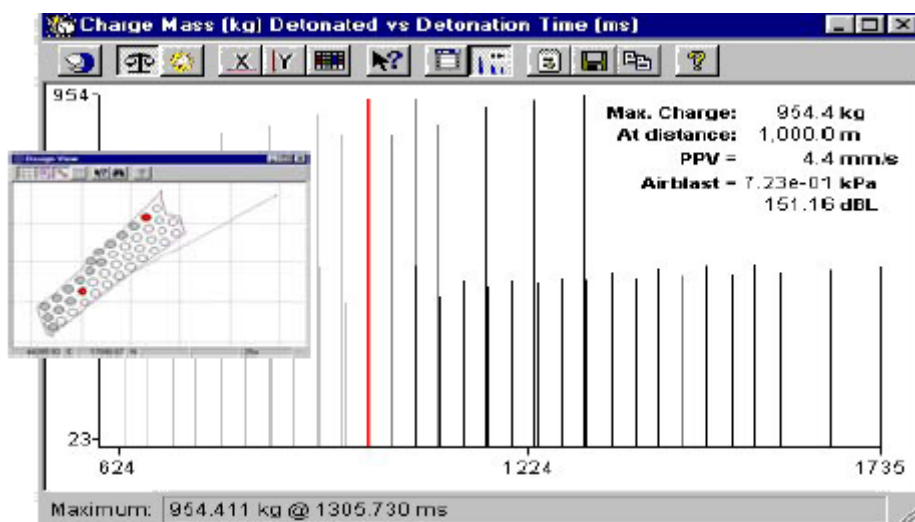 Charge Mass (kg) Detonated vs Detonation Time (ms)
X Y ? ?
954
Max. Charge: 954.4 kg
At distance: 1,000.0 m
PPV = 4.4 mm/s
Airblast = 7.23e-01 kPa
151.16 dBL
Design View
23
624 1224 1735
Maximum: 954.411 kg @ 1305.730 ms